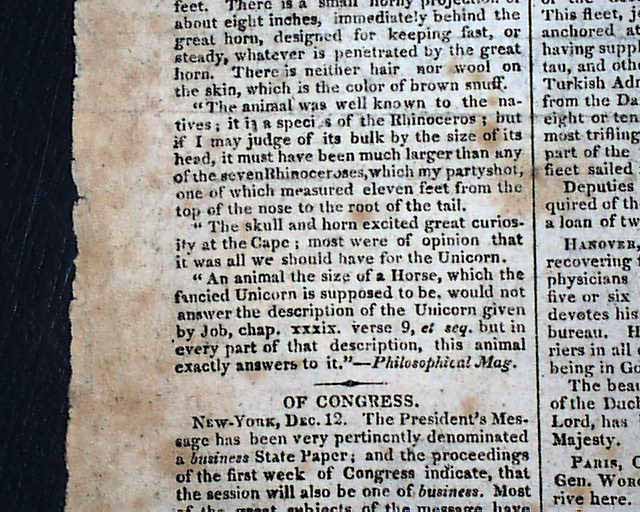 feet. There is a small horny projection of
about eight inches, immediately behind the
great horn, designed for keeping fast, or
steady, whatever is penetrated by the great
horn. There is neither hair nor wool on
the skin, which is the color of brown snuff.
"The animal was well known to the na-
tives; it is a speci s of the Rhinoceros; but
if I may judge of its bulk by the size of its
head, it must have been much larger than any
of the seven Rhinoceroses, which my party shot,
one of which measured eleven feet from the
top of the nose to the root of the tail.
"The skull and horn excited great curios-
ity at the Cape; most were of opinion that
it was all we should have for the Unicorn.
"An animal the size of a Horse, which the
fancied Unicorn is supposed to be, would not
answer the description of the Unicorn given
by Job, chap. xxxix. verse 9, et seq. but in
every part of that description, this animal
exactly answers to it."—Philosophical Mag.
OF CONGRESS.
NEW-YORK, DEC. 12. The President's Mes-
sage has been very pertinently denominated
a business State Paper; and the proceedings
of the first week of Congress indicate, that
the session will also be one of business. Most
of the great subjects of the message have
This fleet, j
anchored at
having suppl
tau, and othe
Turkish Adm
from the Da
eight or ten
most trifling
part of the
fleet sailed
Deputies
quired of th
a loan of tw
HANOVER,
recovering f
physicians
five or six
devotes his
bureau. H
riers in all
being in Go
The beau
of the Duch
Lord, has
Majesty.
PARIS, O
Gen. WORO
rive here.